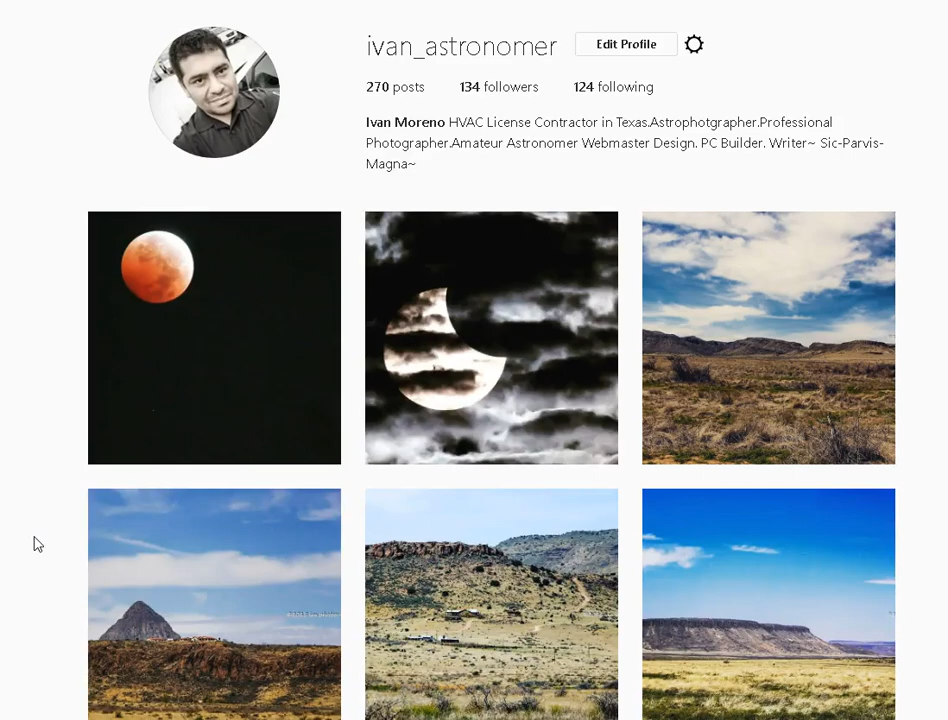 ivan_astronomer Edit Profile
270 posts 134 followers 124 following
Ivan Moreno HVAC License Contractor in Texas.Astrophotgrapher.Professional
Photographer.Amateur Astronomer Webmaster Design. PC Builder. Writer~ Sic-Parvis-
Magna~